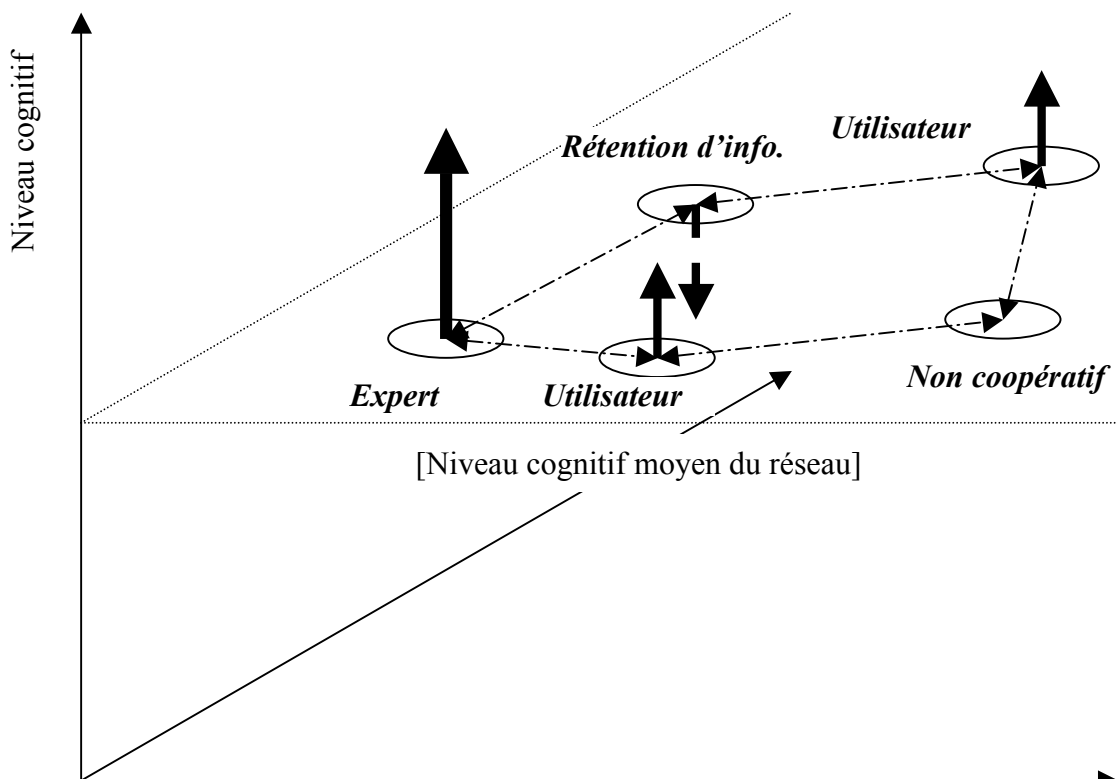 Niveau cognitif
Utilisateur
Rétention d’info.
Expert
Utilisateur
Non coopératif
[Niveau cognitif moyen du réseau]